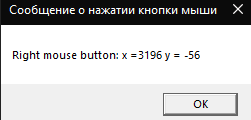 Сообщение о нажатии кнопки мыши
Right mouse button: x =3196 y = -56
OK